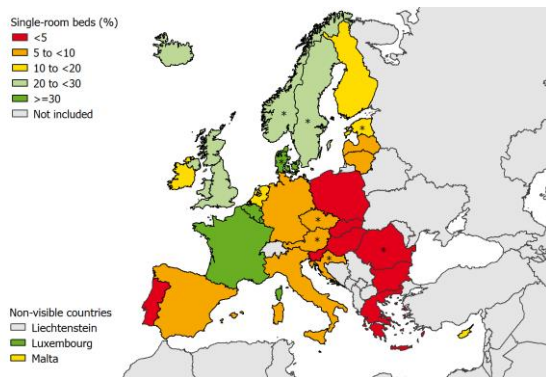 Single-room beds (%)
<5
5 to <10
10 to <20
20 to <30
>=30
Not included
*
*
*
*
*
*
*
Non-visible countries
Liechtenstein
Luxembourg
Malta